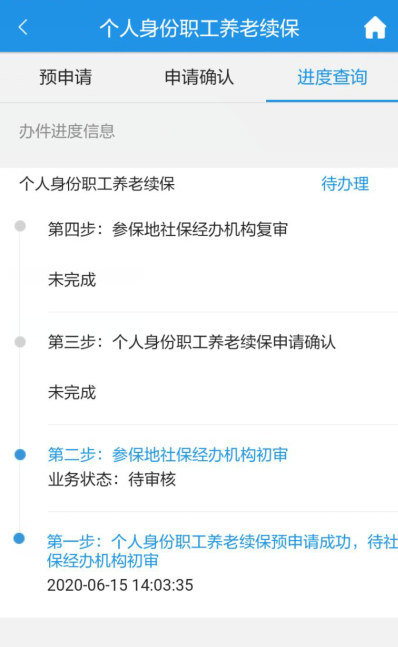 个人身份职工养老续保
预申请
申请确认
进度查询
办件进度信息
个人身份职工养老续保
待办理
第四步：参保地社保经办机构复审
未完成
第三步：个人身份职工养老续保申请确认
未完成
第二步：参保地社保经办机构初审
业务状态：待审核
第一步：个人身份职工养老续保预申请成功，待社
保经办机构初审
2020-06-15 14:03:35